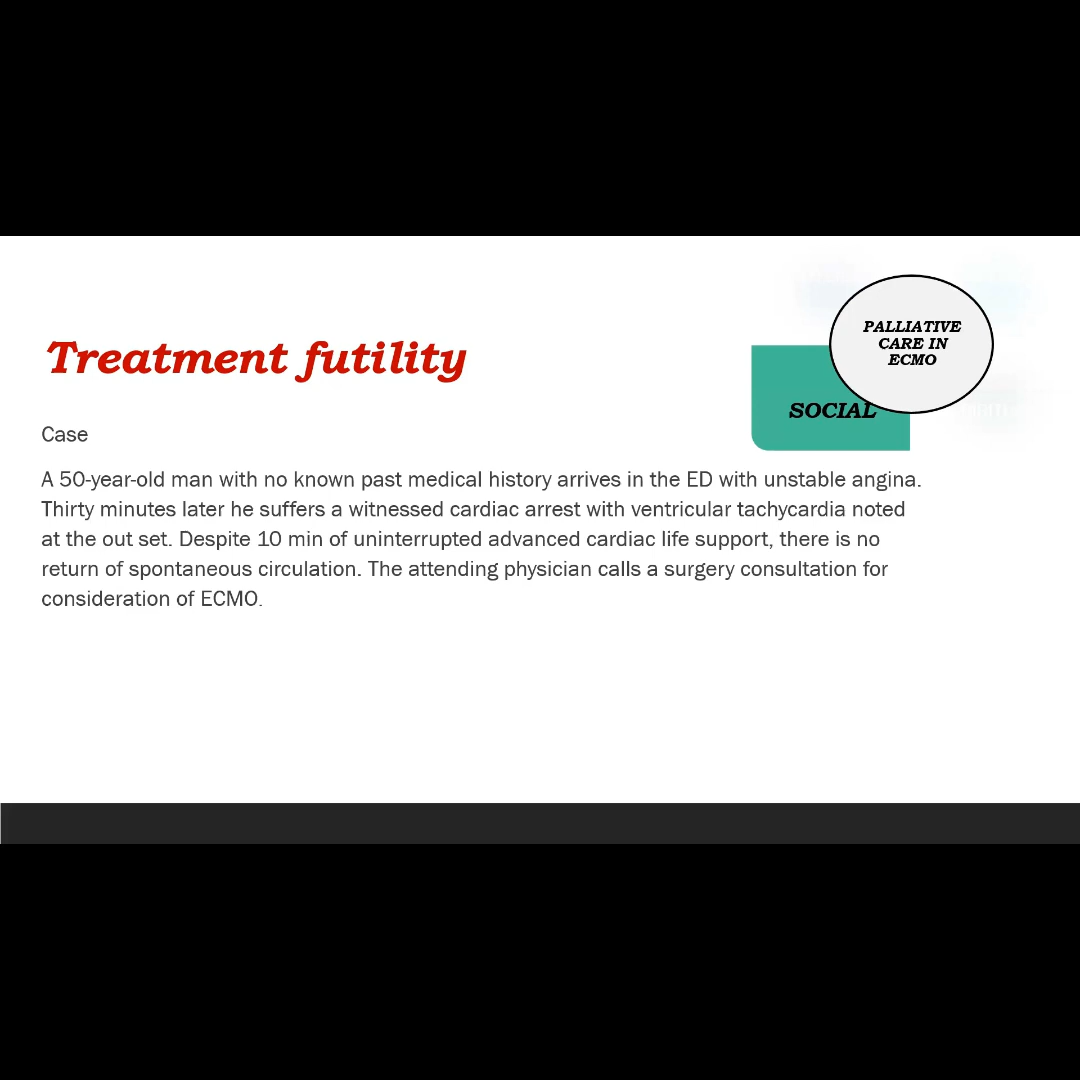 PALLIATIVE
CARE IN
ECMO
Treatment futility
SOCIAL
Case
A 50-year-old man with no known past medical history arrives in the ED with unstable angina.
Thirty minutes later he suffers a witnessed cardiac arrest with ventricular tachycardia noted
at the out set. Despite 10 min of uninterrupted advanced cardiac life support, there is no
return of spontaneous circulation. The attending physician calls a surgery consultation for
consideration of ECMO.